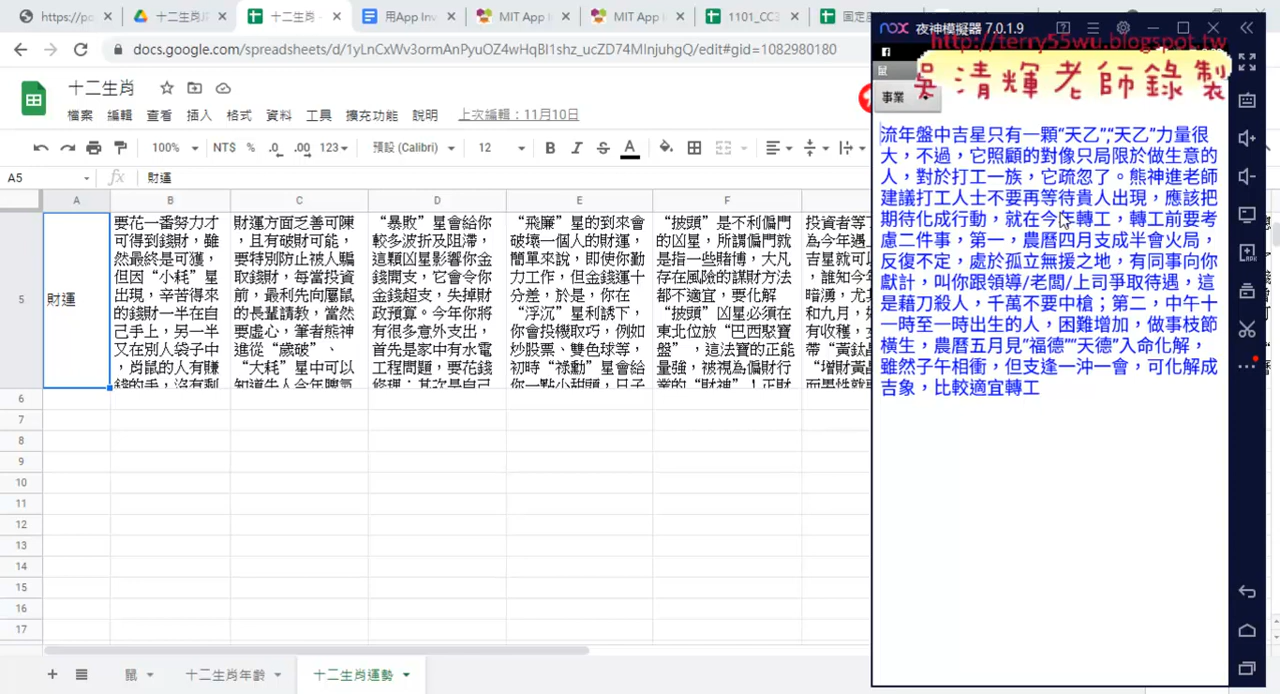 https://pc
十二生肖
十二生肖 -
用App Inv
MIT App I
MIT App
1101_CC3
docs.google.com/spreadsheets/d/1yLnCxWv3ormAnPyuOZ4wHqBl1shz_ucZD74MInjuhgQ/edit#gid=1082980180
十二生肖
檔案 編輯 查看 插入 格式 資料 工具 擴充功能 說明 上次編輯：11月10日
100% NT$ % .0 .00 123 預設 (Calibri) 12 B I S A
A5 fx 財運
A B C D E F
5
財運
要花一番努力才
可得到錢財，雖
然最終是可獲，
但因“小耗”星
出現，辛苦得來
的錢財一半在自
己手上，另一半
又在別人袋子中
，肖鼠的人有賺
錢的手，沒有剩
財運方面乏善可陳
，且有破財可能，
要特別防止被人騙
取錢財，每當投資
前，最利先向屬鼠
的長輩請教，當然
要虛心，筆者熊神
進從“歲破”、
“大耗”星中可以
知道牛人今年脾氣
“暴敗”星會給你
較多波折及阻滯，
這顆凶星影響你金
錢開支，它會令你
金錢超支，失掉財
政預算。今年你將
有很多意外支出，
首先是家中有水電
工程問題，要花錢
修理；其次是自己
“飛廉”星的到來會
破壞一個人的財運，
簡單來說，即使你勤
力工作，但金錢運十
分差，於是，你在
“浮沉”星利誘下，
你會投機取巧，例如
炒股票、雙色球等，
初時“祿勳”星會給
你一點小甜頭，日子
“披頭”是不利偏門
的凶星，所謂偏門就
是指一些賭博，大凡
存在風險的謀財方法
都不適宜，要化解
“披頭”凶星必須在
東北位放“巴西聚寶
盤”，這法寶的正能
量強，被視為偏財行
業的“財神”！正財
投資者等了
為今年遇上
吉星就可以
，誰知今年
暗湧，尤其
和九月，如
有收穫，女
帶“黃鈦晶
“增財黃晶
而男性就要
6
7
8
9
10
11
12
13
14
15
16
17
鼠 十二生肖年齡 十二生肖運勢
夜神模擬器 7.0.1.9
http://terry55wu.blogspot.tw
吳清輝老師錄製
鼠
事業
流年盤中吉星只有一顆“天乙”“天乙”力量很
大，不過，它照顧的對像只局限於做生意的
人，對於打工一族，它疏忽了。熊神進老師
建議打工人士不要再等待貴人出現，應該把
期待化成行動，就在今年轉工，轉工前要考
慮二件事，第一，農曆四月支成半會火局，
反復不定，處於孤立無援之地，有同事向你
獻計，叫你跟領導/老闆/上司爭取待遇，這
是藉刀殺人，千萬不要中槍；第二，中午十
一時至一時出生的人，困難增加，做事枝節
橫生，農曆五月見”福德””天德”入命化解，
雖然子午相衝，但支逢一沖一會，可化解成
吉象，比較適宜轉工